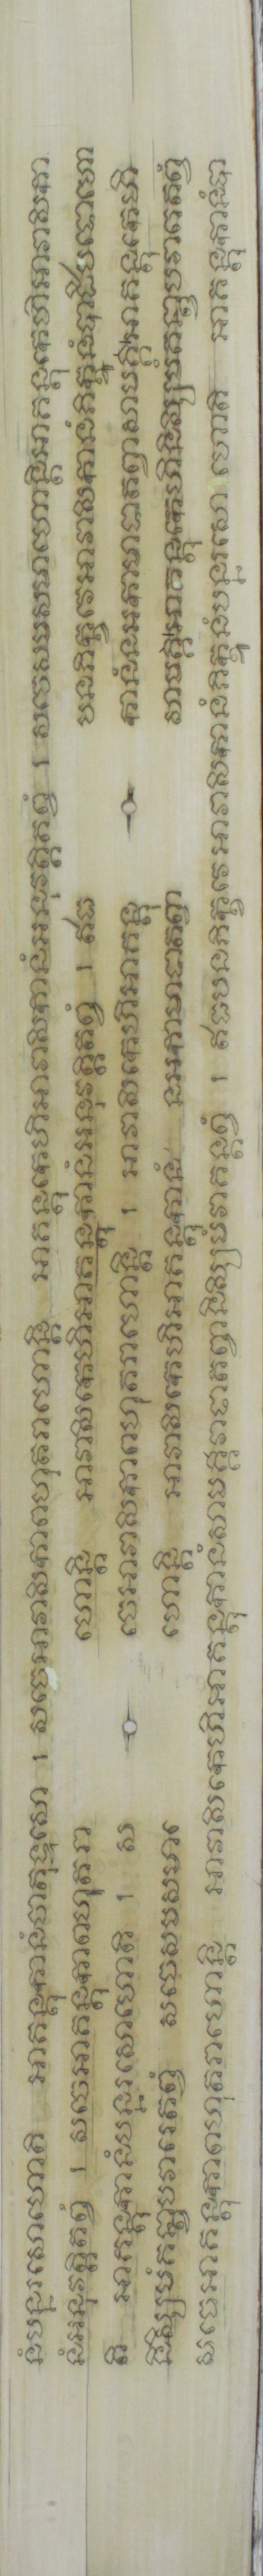 នំបន្នរសោហោតិ អាគន្តុកានំចាតុទ្ទសោ ។ សចេអាវាសិកាពហុតរាហោន្តិ អាគន្តុកេហិអាវាសិកានំអនុវត្តិតព្វំ ។ សចេសមសមាហោន្តិអាគន្តុកេហិអាវាសិកា
នំអនុវត្តិតព្វំ ។ សចេអាគន្តុកាពហុតរា ហោន្តិ អាវាសិកេហិអាគន្តុកានំអនុវត្តិតព្វំ ។ ឥធ បនភិក្ខវេអាវាសិកានំភិក្ខូនំបាដិបទោហោ
តិ អាគន្តុកានំបន្នរសោហោតិ ។ ស ចេអាវាសិកាពហុតរាហោន្តិ ។ អាវាសិកេហិអាគន្តុ កានំនអកាមាទាតព្វាសាមគ្គីអាគន្តុកេហិ
និស្សីមំគន្ត្វាបវារេតព្វំ សចេសមសមាហេ ហោន្តិ អាវាសិកេហិអាគន្តុកានំ នអកាមាទាតព្វា សាមគ្គីអាគន្តុកេហិនិស្សីមំគន្ត្វាបវារេតព្វំ
សចេអាគន្តុកាពហុតរាហោន្តិ អាវាសិកេហិអាគន្តុកានំសាមគ្គីវាទាតព្វានិស្សីមំវាគន្តព្វំ ។ ឥធបនភិក្ខវេអាវាសិកានំភិក្ខូនំបន្នរសោ ហោតិ អាគន្តុកានំបា